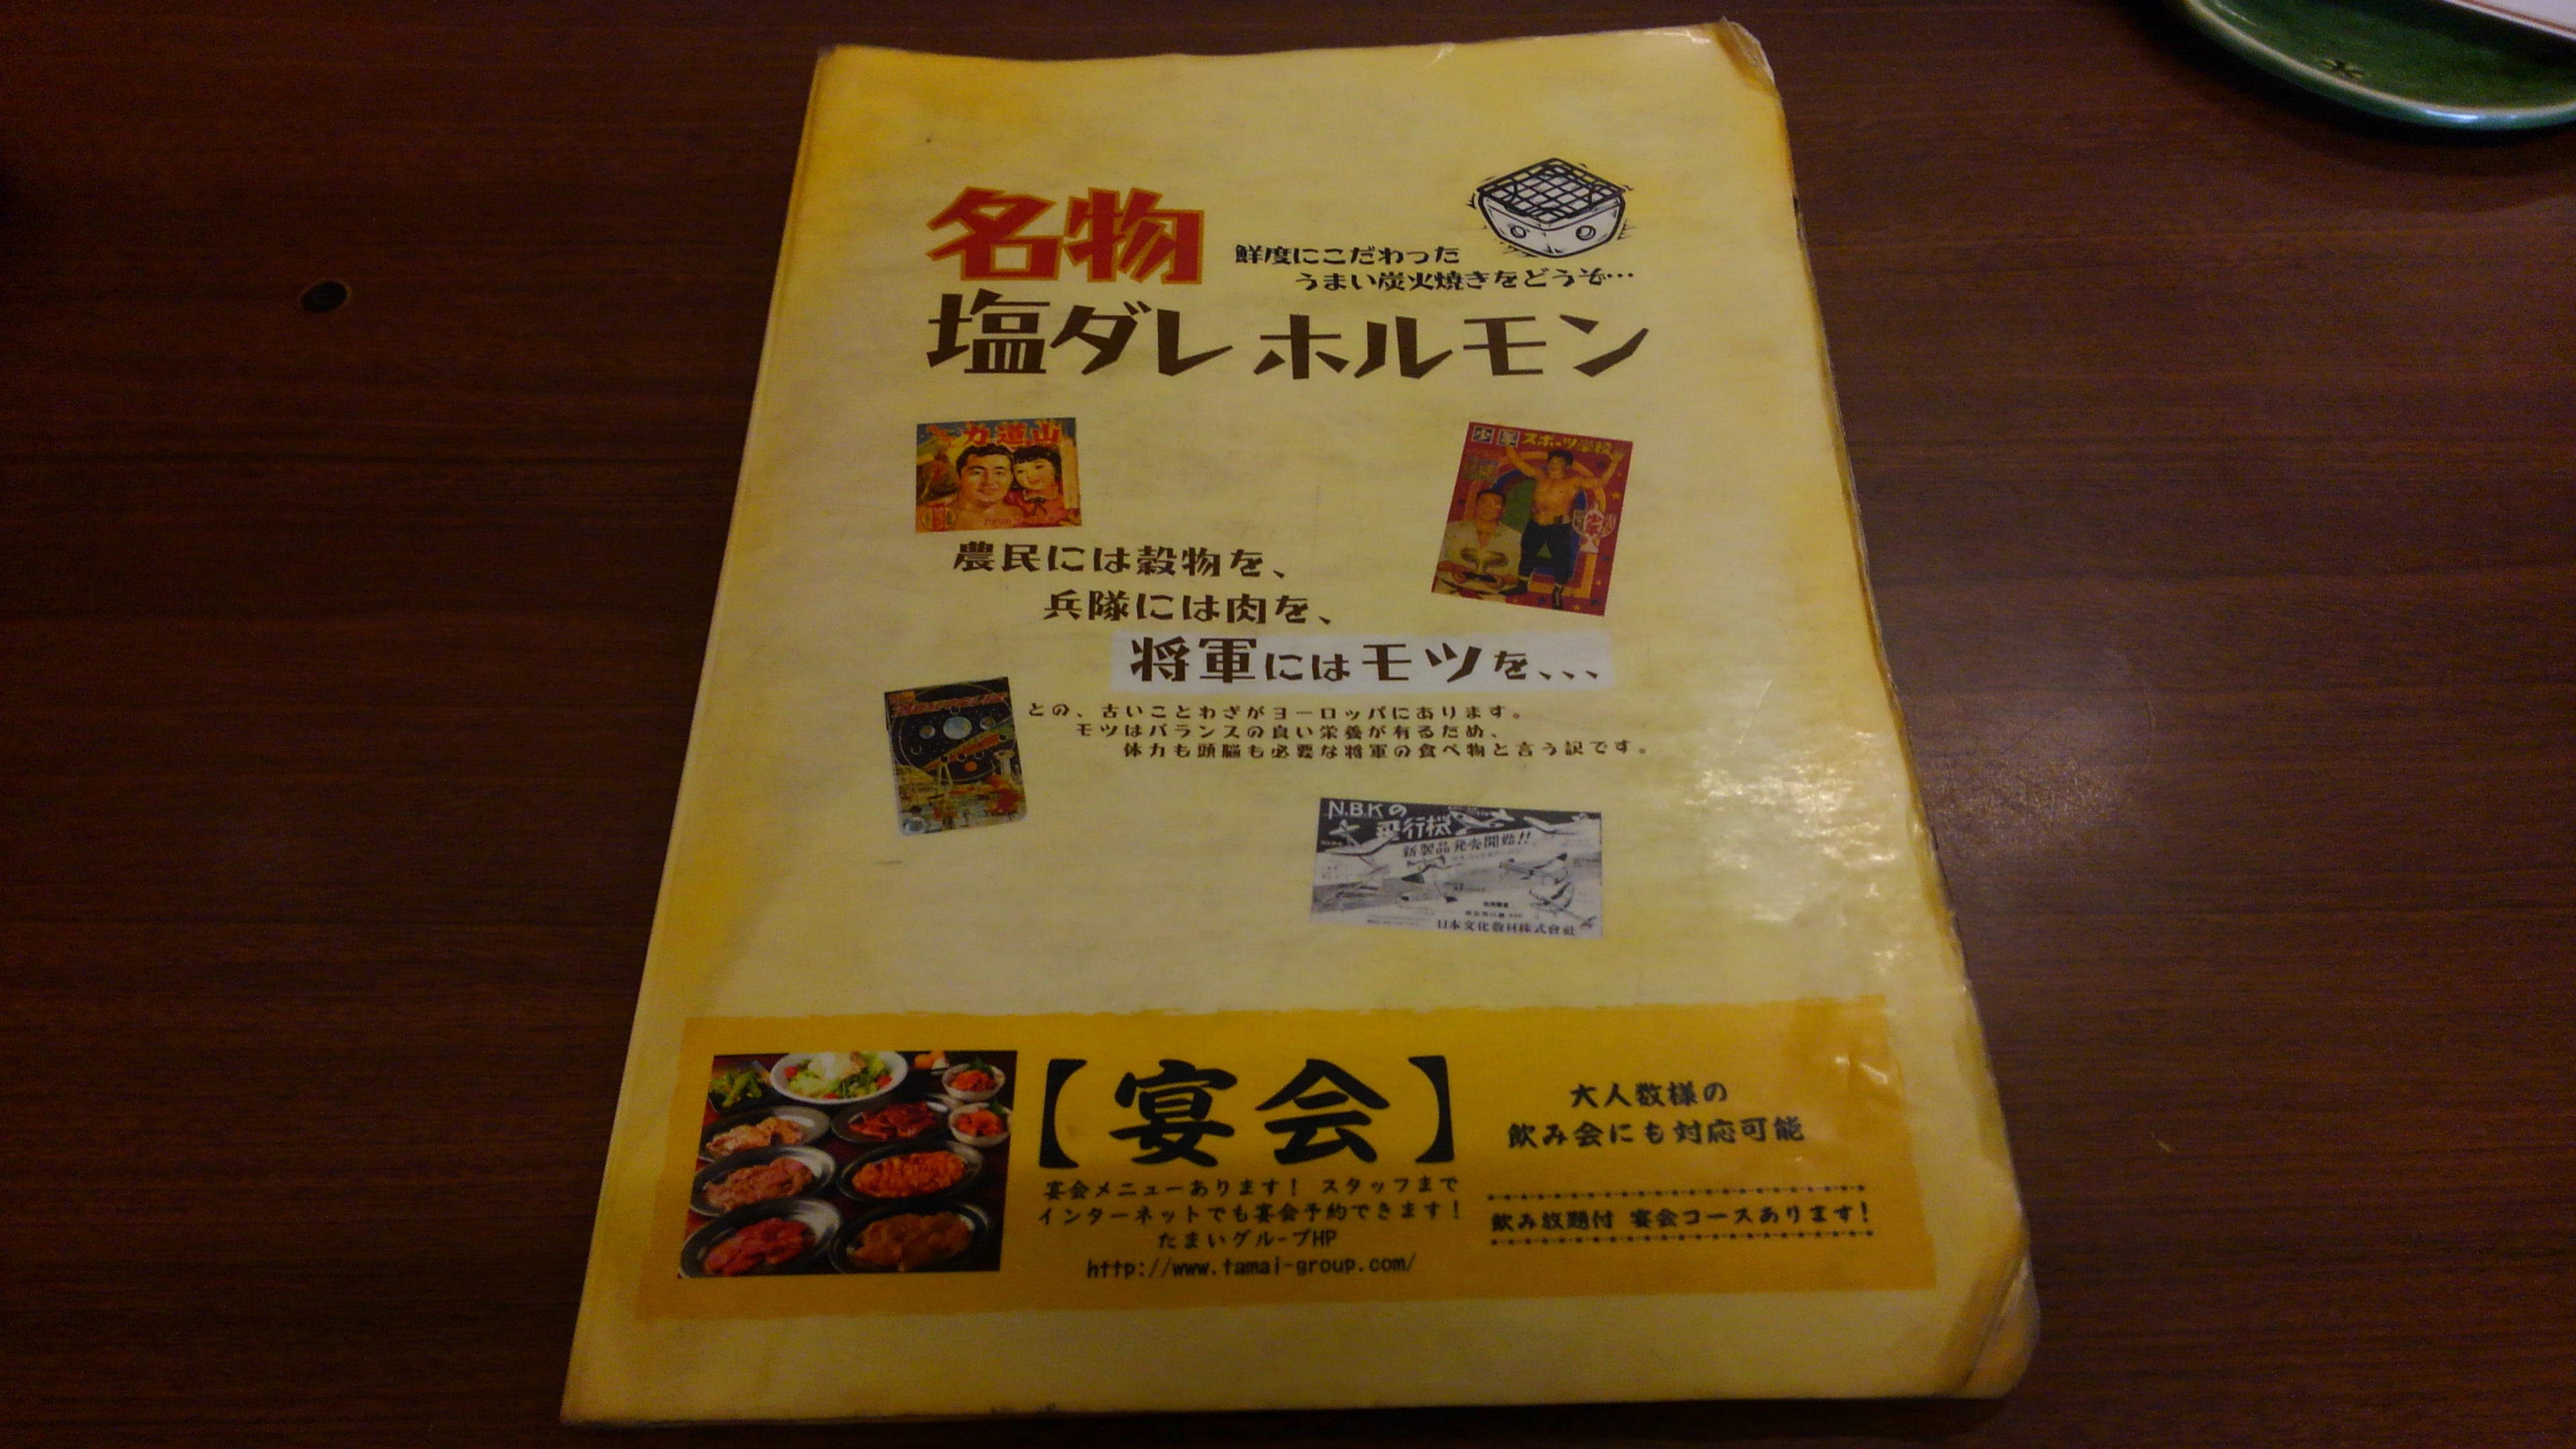 名物
鮮度にこだわった
うまい炭火焼きをどうぞ…
塩ダレホルモン
力道山
少年スポーツ学校
農民には穀物を、
兵隊には肉を、
将軍にはモツを、、、
との、古いことわざがヨーロッパにあります。
モツはバランスの良い栄養が有るため、
体力も頭脳も必要な将軍の食べ物と言う訳です。
N.B.Kの
飛行機
新製品発売開始!!
日本文化教材株式會社
【宴会】
宴会メニューあります！ スタッフまで
インターネットでも宴会予約できます！
たまいグループHP
http://www.tamai-group.com/
大人数様の
飲み会にも対応可能
飲み放題付 宴会コースあります！